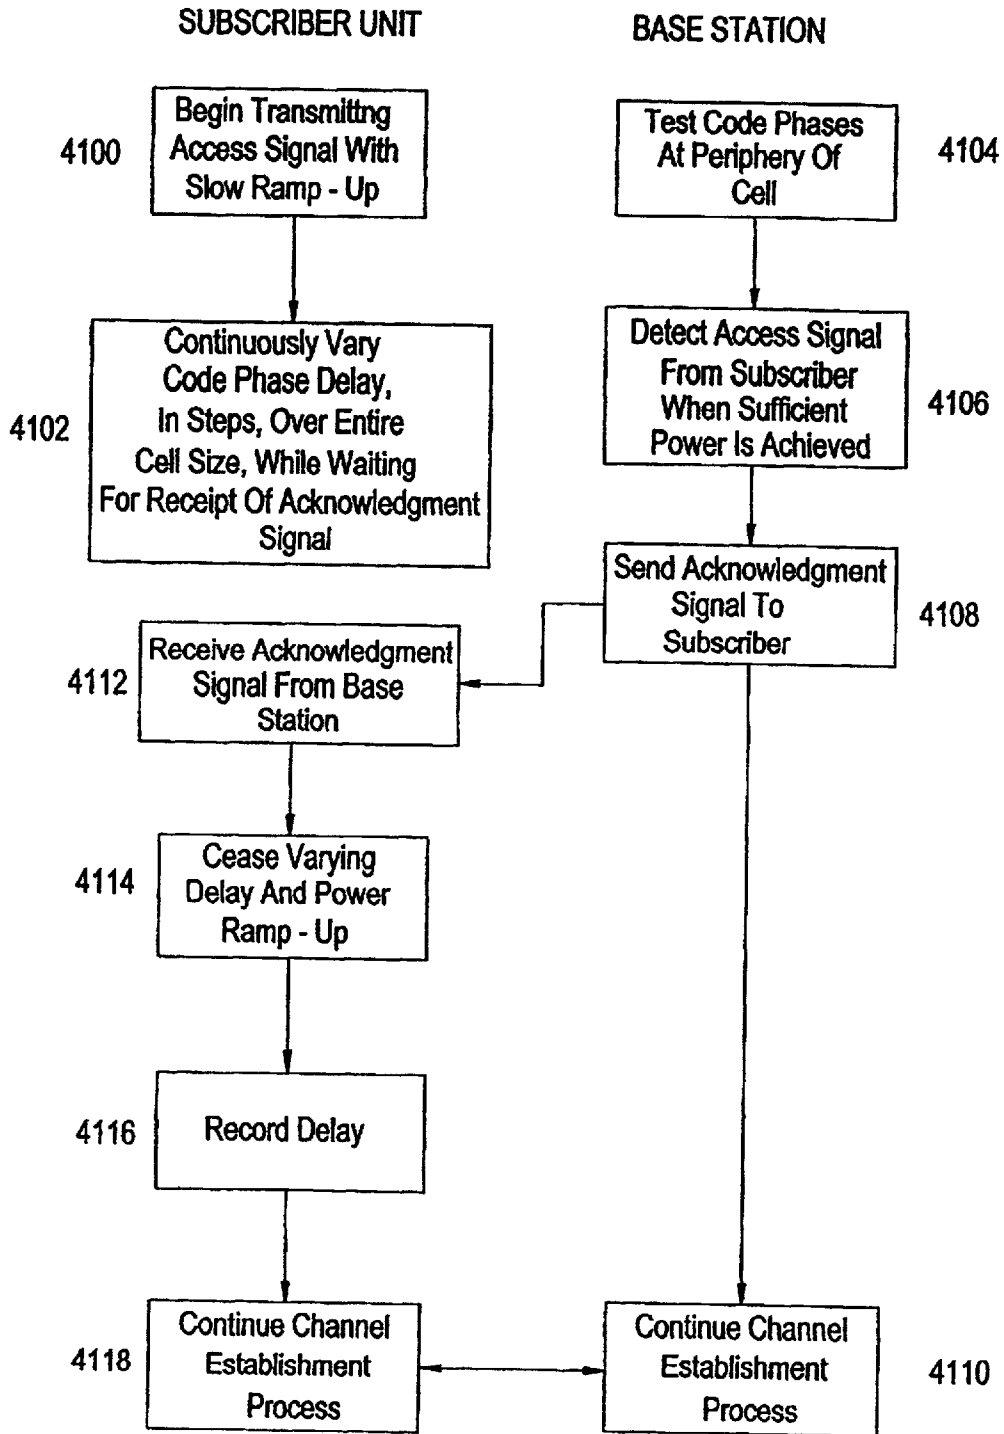 SUBSCRIBER UNIT
BASE STATION
4100
Begin Transmittng
Access Signal With
Slow Ramp - Up
Test Code Phases
At Periphery Of
Cell
4104
4102
Continuously Vary
Code Phase Delay,
In Steps, Over Entire
Cell Size, While Waiting
For Receipt Of Acknowledgment
Signal
Detect Access Signal
From Subscriber
When Sufficient
Power Is Achieved
4106
Send Acknowledgment
Signal To
Subscriber
4108
4112
Receive Acknowledgment
Signal From Base
Station
4114
Cease Varying
Delay And Power
Ramp - Up
4116
Record Delay
4118
Continue Channel
Establishment
Process
Continue Channel
Establishment
Process
4110